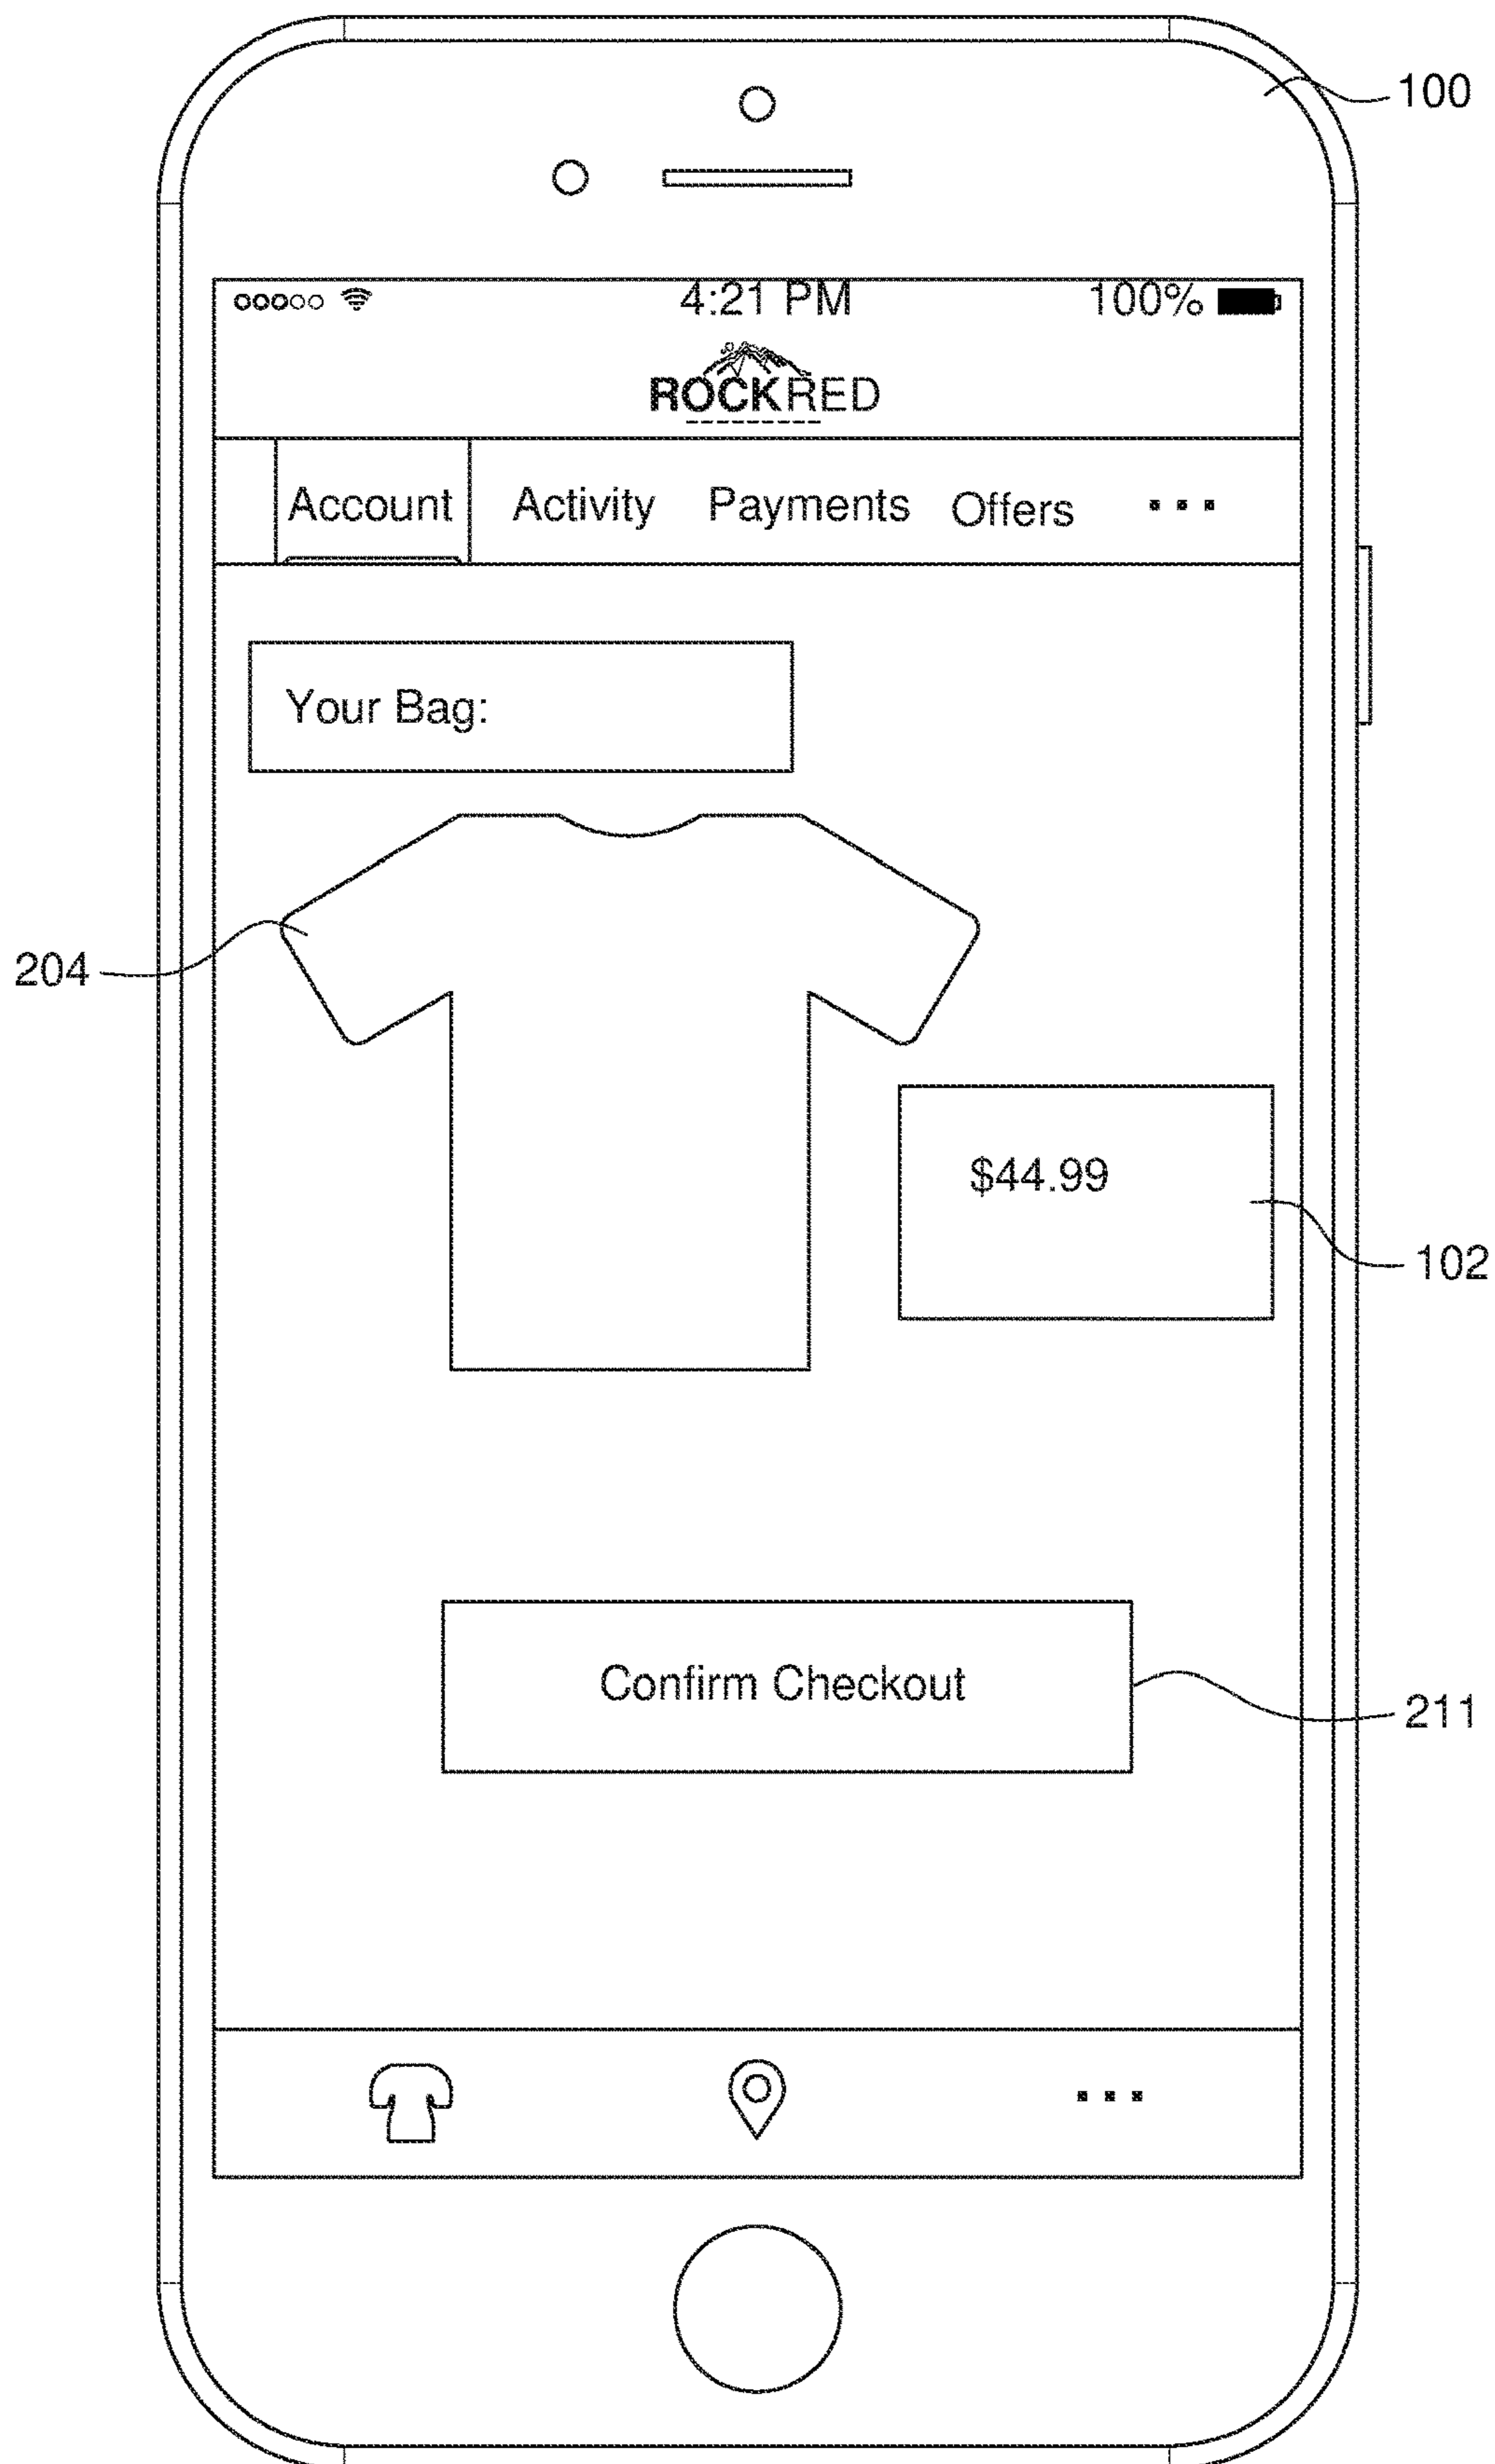 100
4:21 PM 100%
ROCKRED
Account Activity Payments Offers ...
Your Bag:
204
$44.99
102
Confirm Checkout
211
...